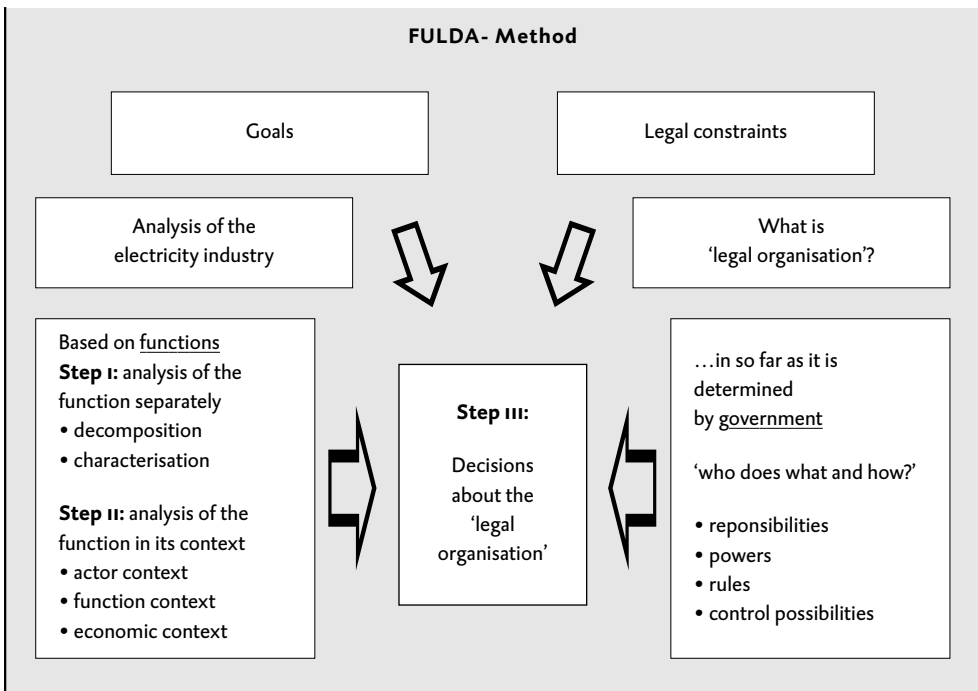 FULDA- Method
Goals
Legal constraints
Analysis of the
electricity industry
What is
‘legal organisation’?
Based on functions
Step I: analysis of the
function separately
• decomposition
• characterisation
Step II: analysis of the
function in its context
• actor context
• function context
• economic context
Step III:
Decisions
about the
‘legal
organisation’
…in so far as it is
determined
by government
‘who does what and how?’
• reponsibilities
• powers
• rules
• control possibilities